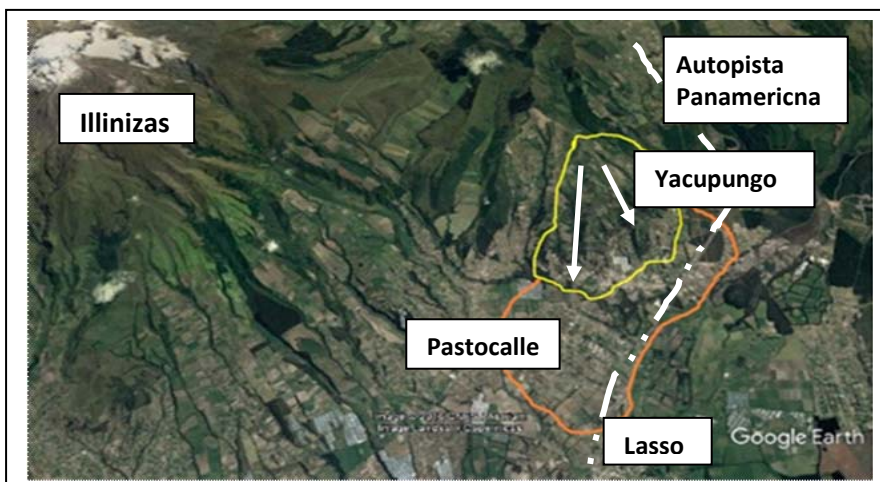 Autopista
Panamericna
Illinizas
Yacupungo
Pastocalle
Lasso
Google Earth